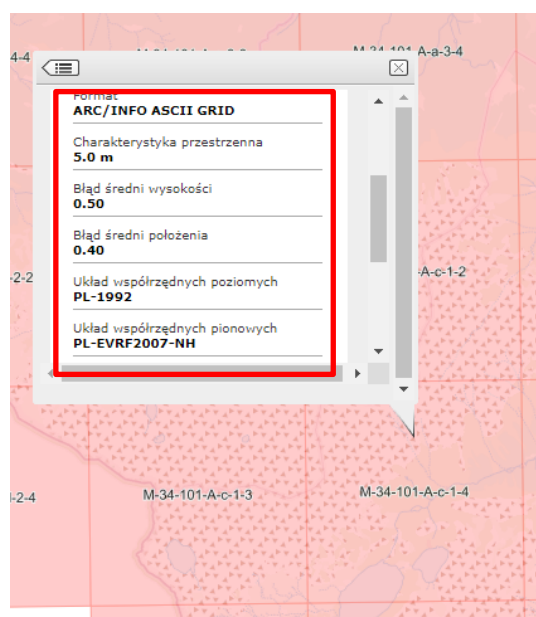 4-4
A-a-3-4
Format
ARC/INFO ASCII GRID
Charakterystyka przestrzenna
5.0 m
Błąd średni wysokości
0.50
Błąd średni położenia
0.40
-2-2
A-c-1-2
Układ współrzędnych poziomych
PL-1992
Układ współrzędnych pionowych
PL-EVRF2007-NH
-2-4
M-34-101-A-c-1-3
M-34-101-A-c-1-4